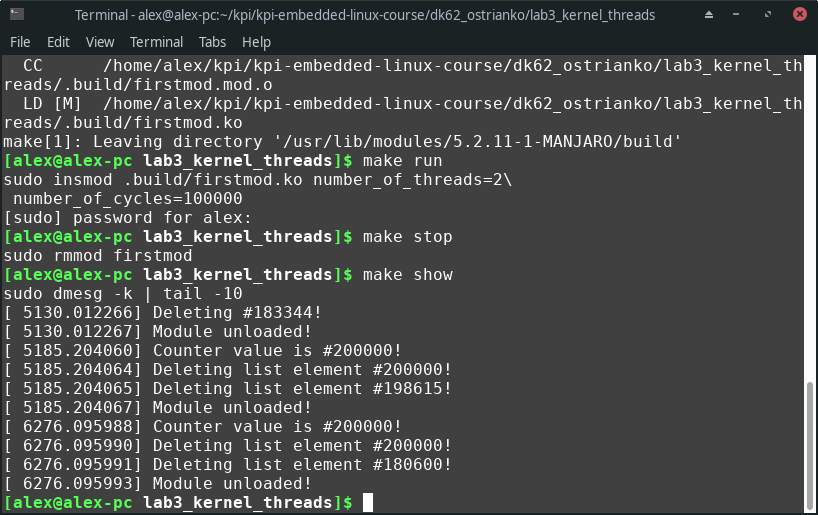 Terminal - alex@alex-pc:~/kpi/kpi-embedded-linux-course/dk62_ostrianko/lab3_kernel_threads
File Edit View Terminal Tabs Help
  CC      /home/alex/kpi/kpi-embedded-linux-course/dk62_ostrianko/lab3_kernel_th
reads/.build/firstmod.mod.o
  LD [M]  /home/alex/kpi/kpi-embedded-linux-course/dk62_ostrianko/lab3_kernel_th
reads/.build/firstmod.ko
make[1]: Leaving directory '/usr/lib/modules/5.2.11-1-MANJARO/build'
[alex@alex-pc lab3_kernel_threads]$ make run
sudo insmod .build/firstmod.ko number_of_threads=2\
 number_of_cycles=100000
[sudo] password for alex:
[alex@alex-pc lab3_kernel_threads]$ make stop
sudo rmmod firstmod
[alex@alex-pc lab3_kernel_threads]$ make show
sudo dmesg -k | tail -10
[ 5130.012266] Deleting #183344!
[ 5130.012267] Module unloaded!
[ 5185.204060] Counter value is #200000!
[ 5185.204064] Deleting list element #200000!
[ 5185.204065] Deleting list element #198615!
[ 5185.204067] Module unloaded!
[ 6276.095988] Counter value is #200000!
[ 6276.095990] Deleting list element #200000!
[ 6276.095991] Deleting list element #180600!
[ 6276.095993] Module unloaded!
[alex@alex-pc lab3_kernel_threads]$